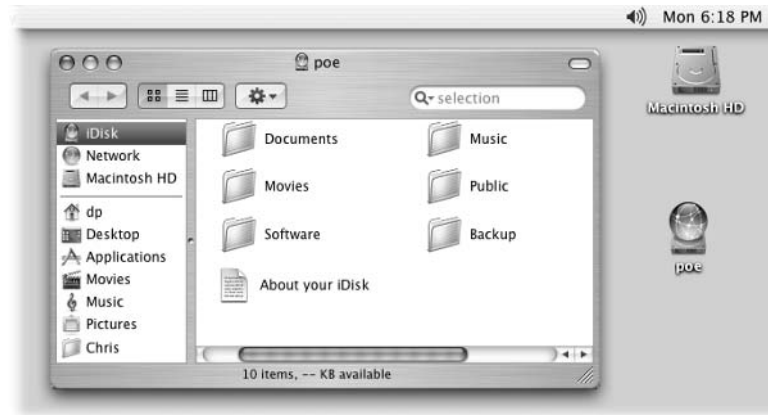 Mon 6:18 PM
poe
selection
iDisk
Network
Macintosh HD
dp
Desktop
Applications
Movies
Music
Pictures
Chris
Documents
Music
Movies
Public
Software
Backup
About your iDisk
10 items, -- KB available
Macintosh HD
poe